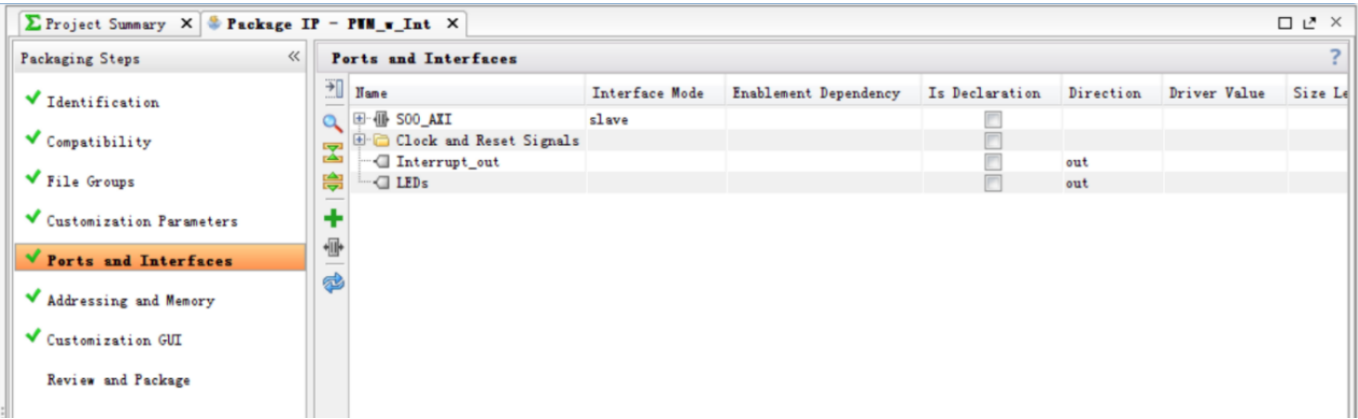 Project Summary X Package IP - PWM_w_Int X
Packaging Steps «
Identification
Compatibility
File Groups
Customization Parameters
Ports and Interfaces
Addressing and Memory
Customization GUI
Review and Package
Ports and Interfaces ?
Name Interface Mode Enablement Dependency Is Declaration Direction Driver Value Size Le
S00_AXI slave
Clock and Reset Signals
Interrupt_out out
LEDs out